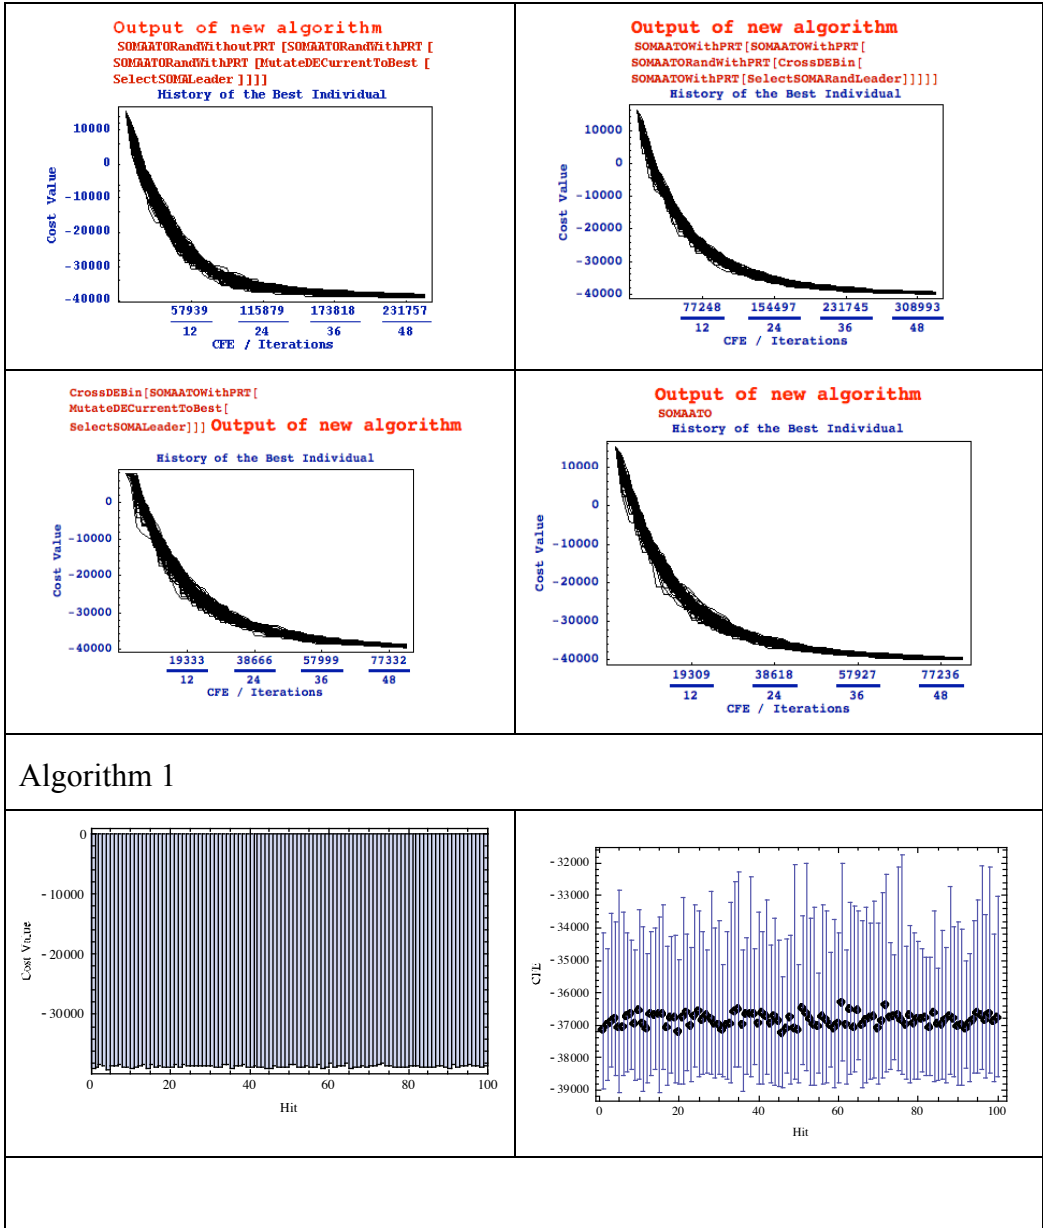 Output of new algorithm
SOMAATORandWithoutPRT [SOMAATORandWithPRT [
SOMAATORandWithPRT [MutateDECurrentToBest [
SelectSOMALeader ]]]]
History of the Best Individual
10000
0
-10000
-20000
-30000
-40000
Cost Value
57939 115879 173818 231757
12 24 36 48
CFE / Iterations
Output of new algorithm
SOMAATOWithPRT[SOMAATOWithPRT[
SOMAATORandWithPRT[CrossDEBin[
SOMAATOWithPRT[SelectSOMARandLeader]]]]]
History of the Best Individual
10000
0
-10000
-20000
-30000
-40000
Cost Value
77248 154497 231745 308993
12 24 36 48
CFE / Iterations
CrossDEBin[SOMAATOWithPRT[
MutateDECurrentToBest[
SelectSOMALeader]]] Output of new algorithm
History of the Best Individual
0
-10000
-20000
-30000
-40000
Cost Value
19333 38666 57999 77332
12 24 36 48
CFE / Iterations
Output of new algorithm
SOMAATO
History of the Best Individual
10000
0
-10000
-20000
-30000
-40000
Cost Value
19309 38618 57927 77236
12 24 36 48
CFE / Iterations
Algorithm 1
0
-10000
-20000
-30000
Cost Value
0 20 40 60 80 100
Hit
-32000
-33000
-34000
-35000
-36000
-37000
-38000
-39000
CFE
0 20 40 60 80 100
Hit